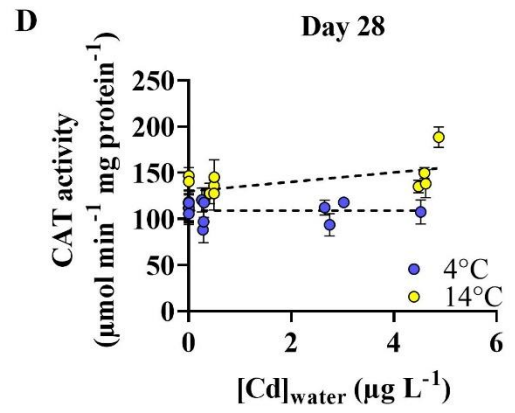 D
Day 28
CAT activity
(µmol min⁻¹ mg protein⁻¹)
250
200
150
100
50
0
0 2 4 6
4°C
14°C
[Cd]water (µg L⁻¹)